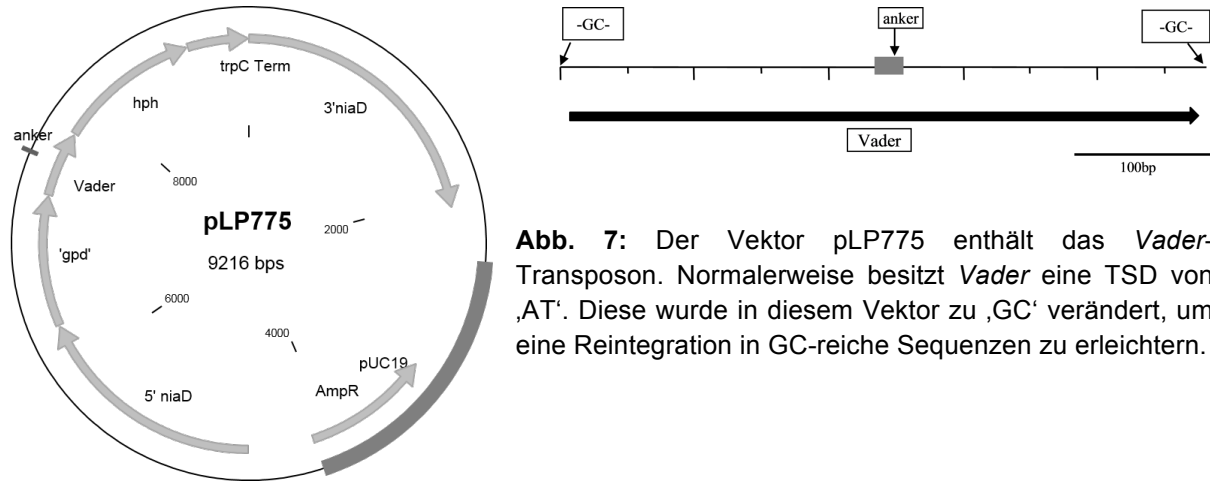 trpC Term
hph
3'niaD
anker
Vader
8000
pLP775
2000
'gpd'
9216 bps
6000
4000
pUC19
AmpR
5' niaD
-GC-
anker
-GC-
Vader
100bp
Abb. 7: Der Vektor pLP775 enthält das Vader-
Transposon. Normalerweise besitzt Vader eine TSD von
‚AT‘. Diese wurde in diesem Vektor zu ‚GC‘ verändert, um
eine Reintegration in GC-reiche Sequenzen zu erleichtern.